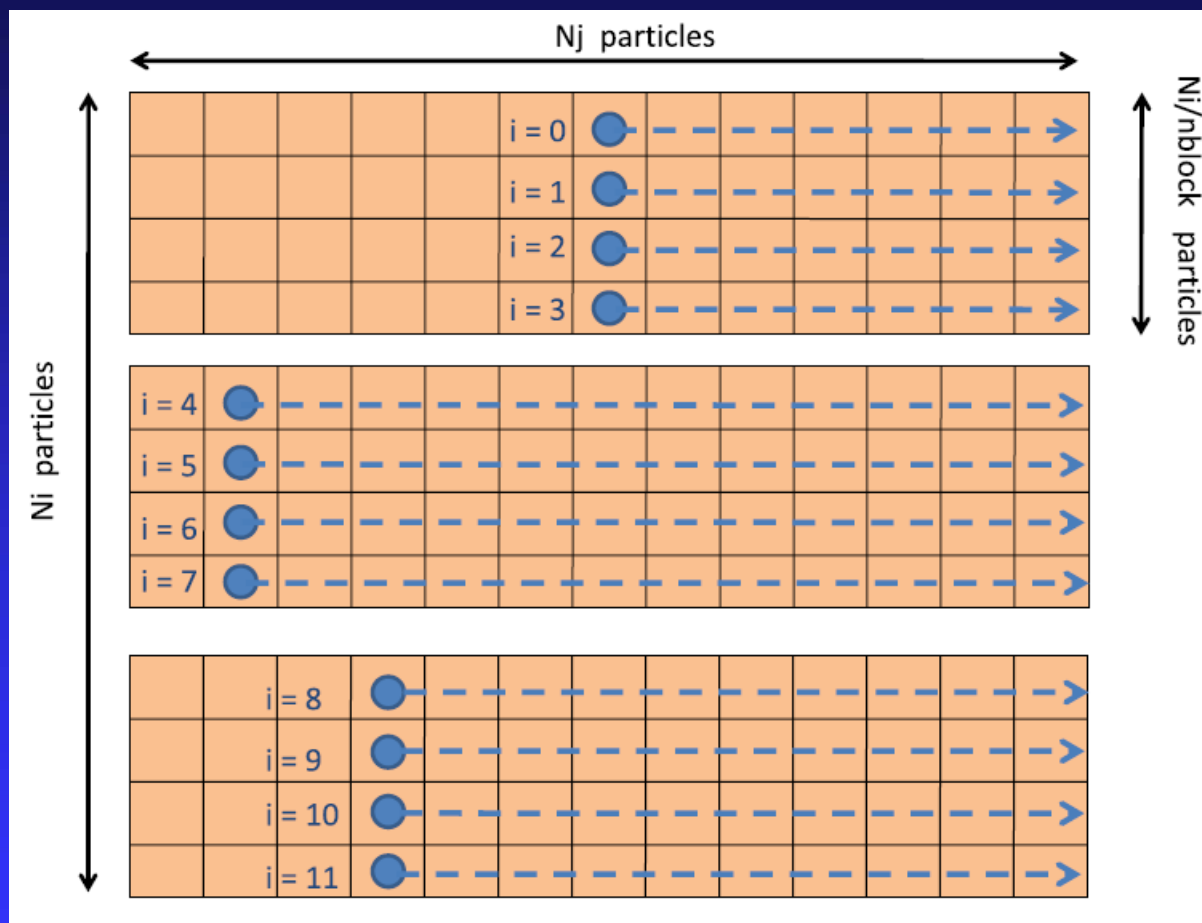 Nj particles
Ni/nblock particles
i = 0
i = 1
i = 2
i = 3
Ni particles
i = 4
i = 5
i = 6
i = 7
i = 8
i = 9
i = 10
i = 11